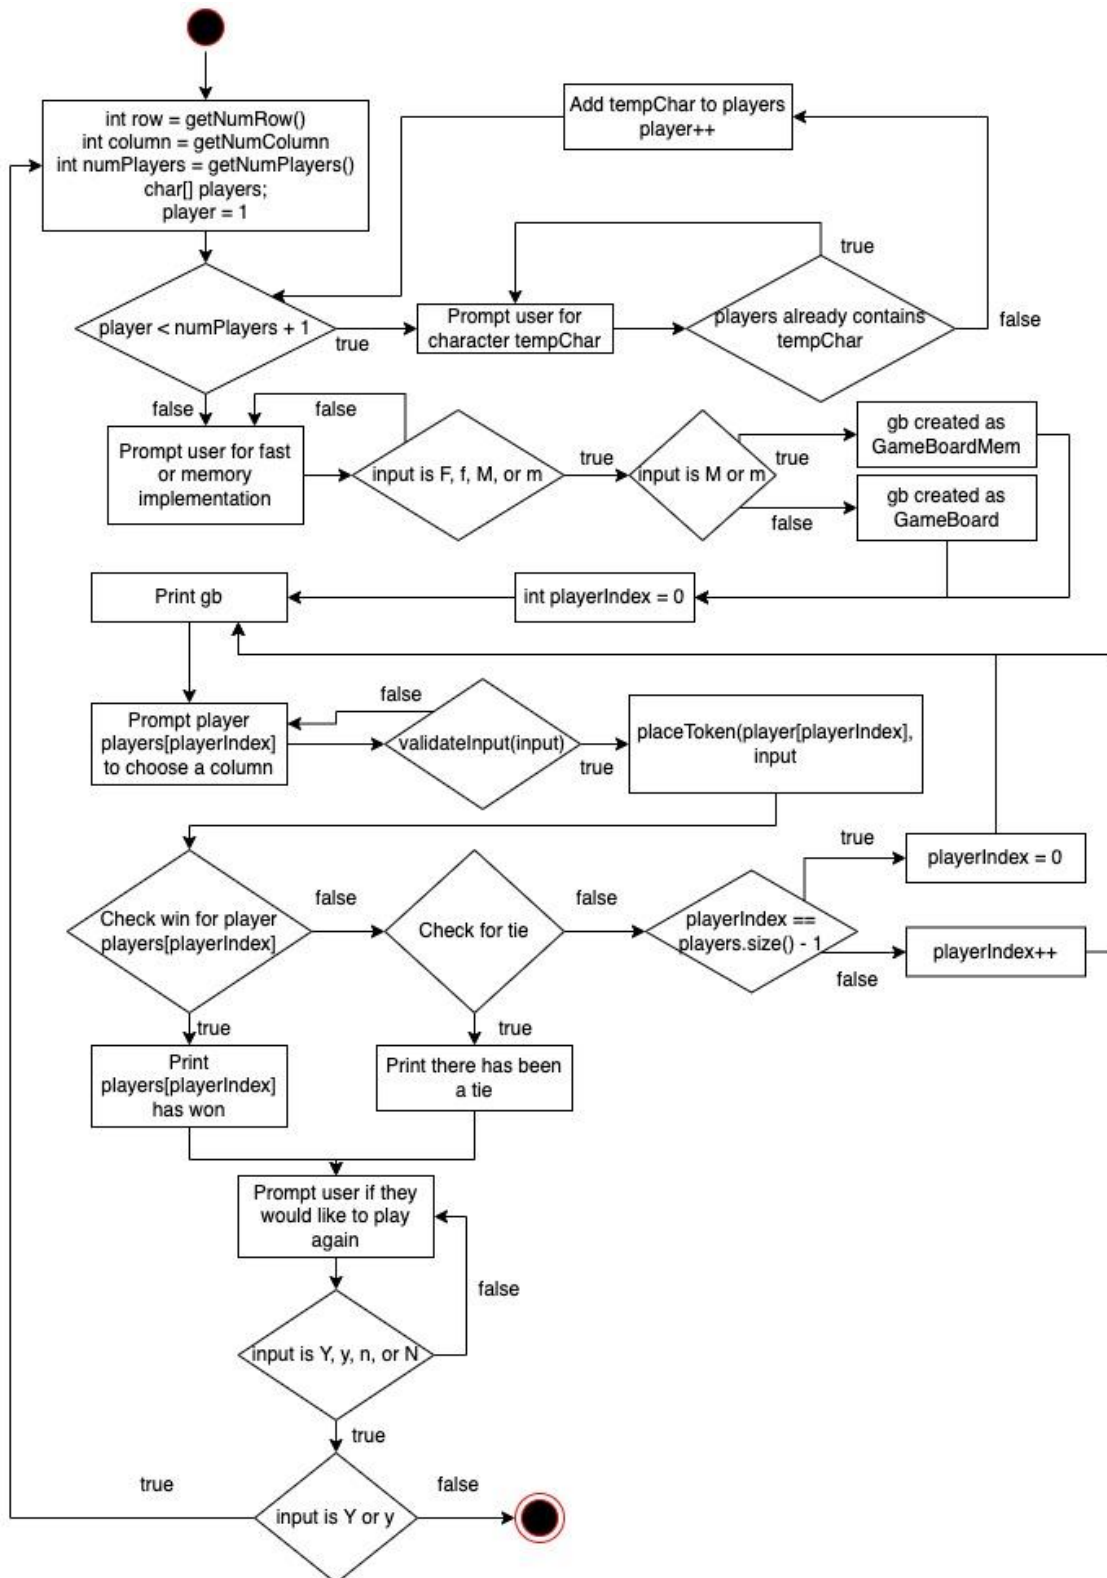 int row = getNumRow()
int column = getNumColumn
int numPlayers = getNumPlayers()
char[] players;
player = 1
Add tempChar to players
player++
player < numPlayers + 1
true
Prompt user for
character tempChar
true
players already contains
tempChar
false
false
Prompt user for fast
or memory
implementation
false
input is F, f, M, or m
true
input is M or m
true
false
gb created as
GameBoardMem
gb created as
GameBoard
Print gb
int playerIndex = 0
Prompt player
players[playerIndex]
to choose a column
false
validateInput(input)
true
placeToken(player[playerIndex],
input
Check win for player
players[playerIndex]
false
Check for tie
false
playerIndex ==
players.size() - 1
true
playerIndex = 0
false
playerIndex++
true
Print
players[playerIndex]
has won
true
Print there has been
a tie
Prompt user if they
would like to play
again
false
input is Y, y, n, or N
true
true
input is Y or y
false